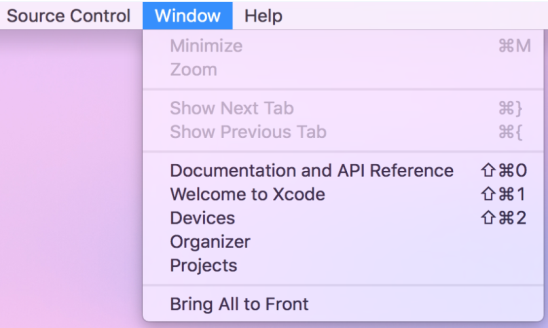 Source Control Window Help
Minimize ⌘M
Zoom
Show Next Tab ⌘}
Show Previous Tab ⌘{
Documentation and API Reference ⇧⌘0
Welcome to Xcode ⇧⌘1
Devices ⇧⌘2
Organizer
Projects
Bring All to Front